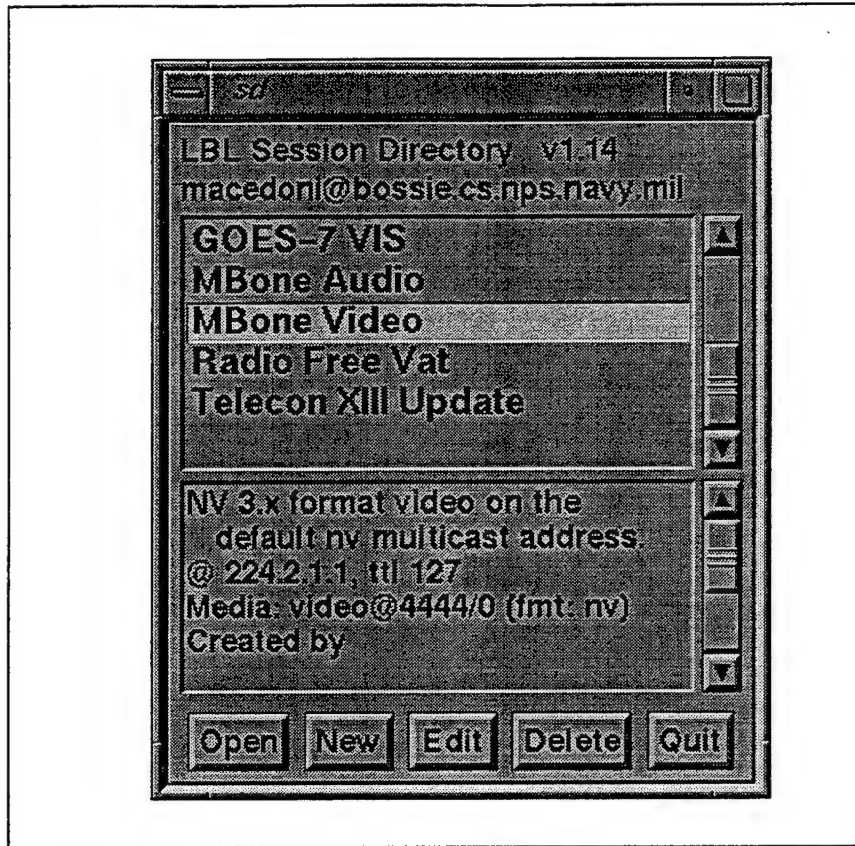 sd
LBL Session Directory v1.14
macedoni@bossie.cs.nps.navy.mil
GOES-7 VIS
MBone Audio
MBone Video
Radio Free Vat
Telecon XIII Update
NV 3.x format video on the
default nv multicast address.
@ 224.2.1.1, ttl 127
Media: video@4444/0 (fmt: nv)
Created by
Open New Edit Delete Quit